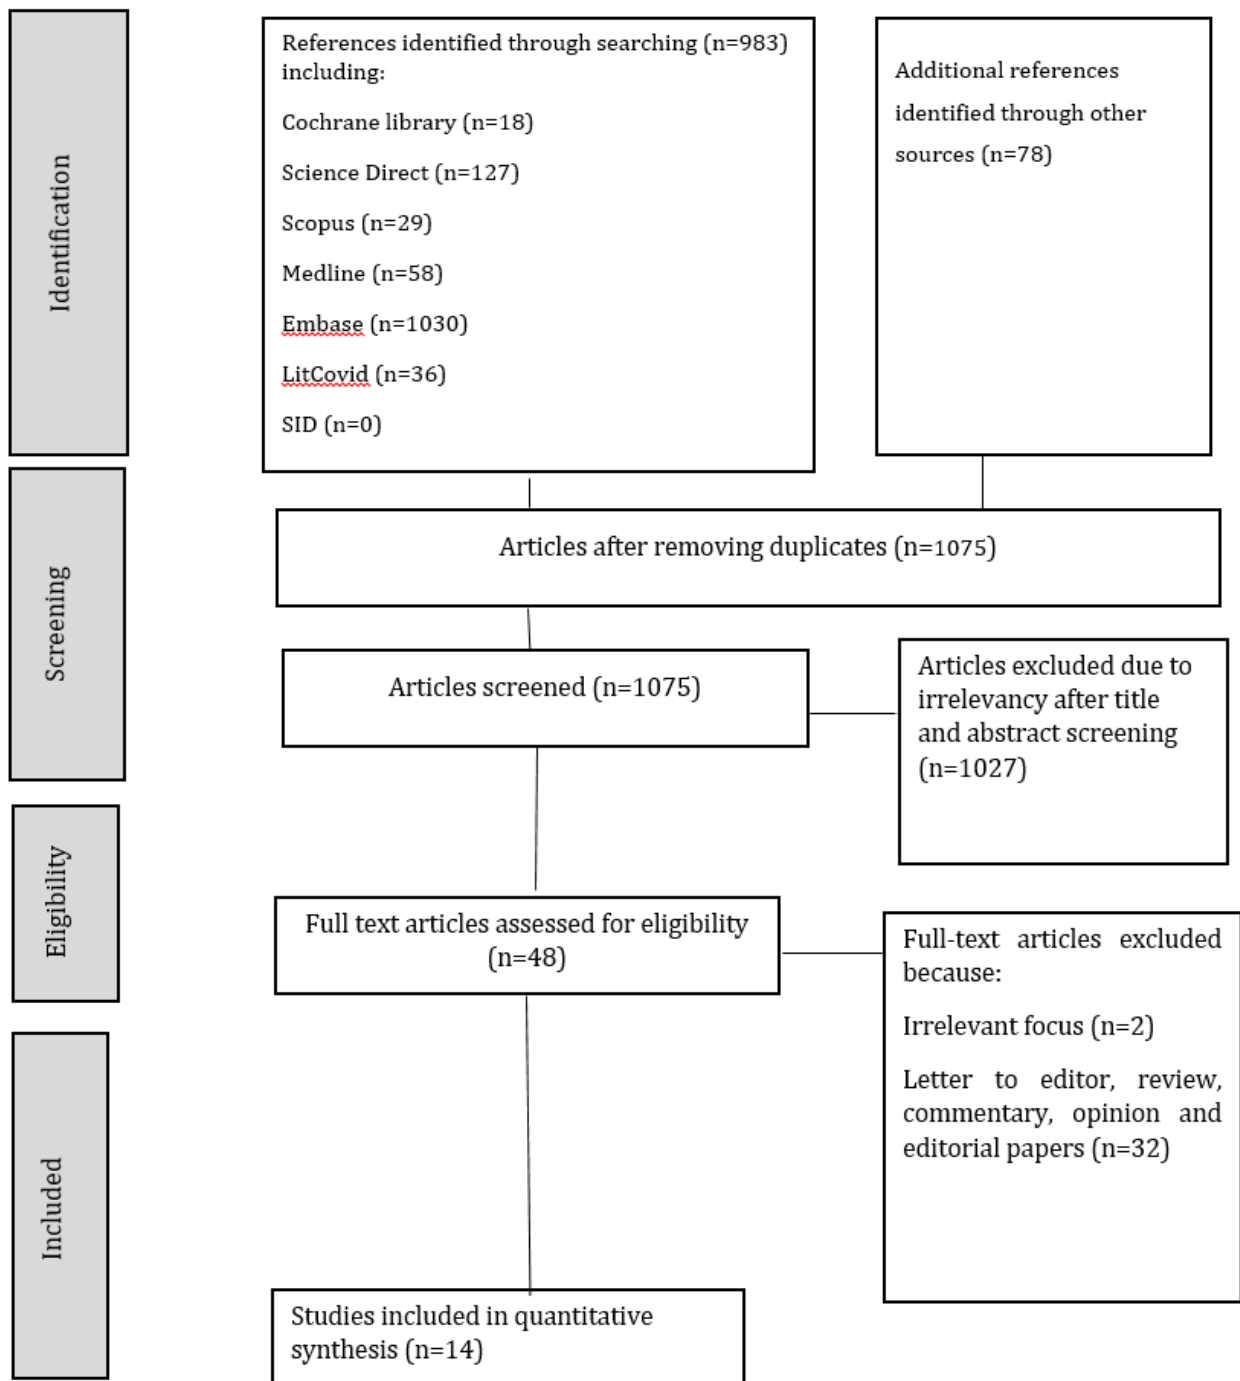 Identification
References identified through searching (n=983)
including:
Cochrane library (n=18)
Science Direct (n=127)
Scopus (n=29)
Medline (n=58)
Embase (n=1030)
LitCovid (n=36)
SID (n=0)
Additional references
identified through other
sources (n=78)
Screening
Articles after removing duplicates (n=1075)
Articles screened (n=1075)
Articles excluded due to
irrelevancy after title
and abstract screening
(n=1027)
Eligibility
Full text articles assessed for eligibility
(n=48)
Full-text articles excluded
because:
Irrelevant focus (n=2)
Letter to editor, review,
commentary, opinion and
editorial papers (n=32)
Included
Studies included in quantitative
synthesis (n=14)